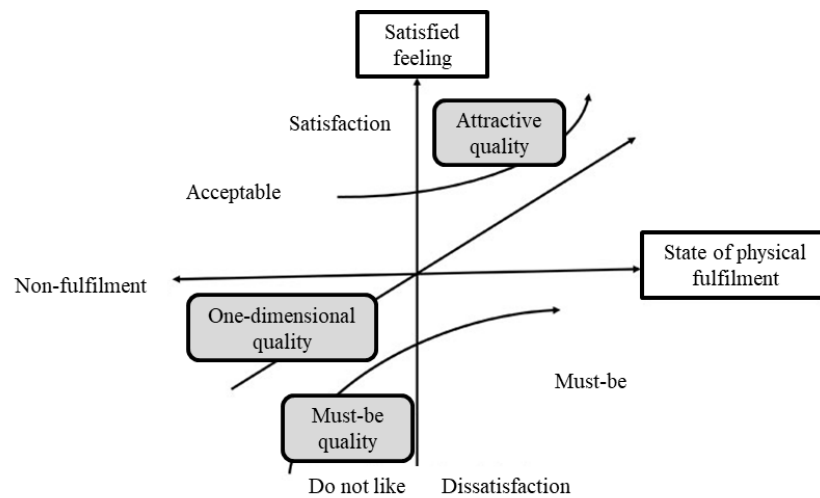 Satisfied
feeling
Satisfaction
Attractive
quality
Acceptable
State of physical
fulfilment
Non-fulfilment
One-dimensional
quality
Must-be
Must-be
quality
Do not like
Dissatisfaction